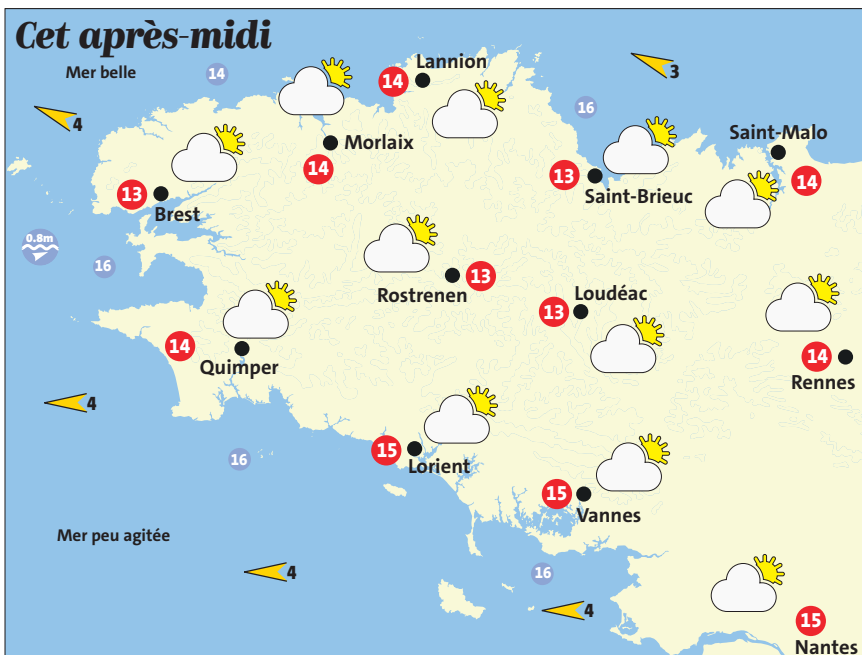 Cet après-midi
Mer belle
14
4
Lannion
14
3
16
Morlaix
14
Saint-Malo
14
13
Saint-Brieuc
13
Brest
0.8m
16
Rostrenen
13
Loudéac
13
14
Quimper
14
Rennes
4
15
Lorient
16
15
Vannes
Mer peu agitée
4
16
4
15
Nantes